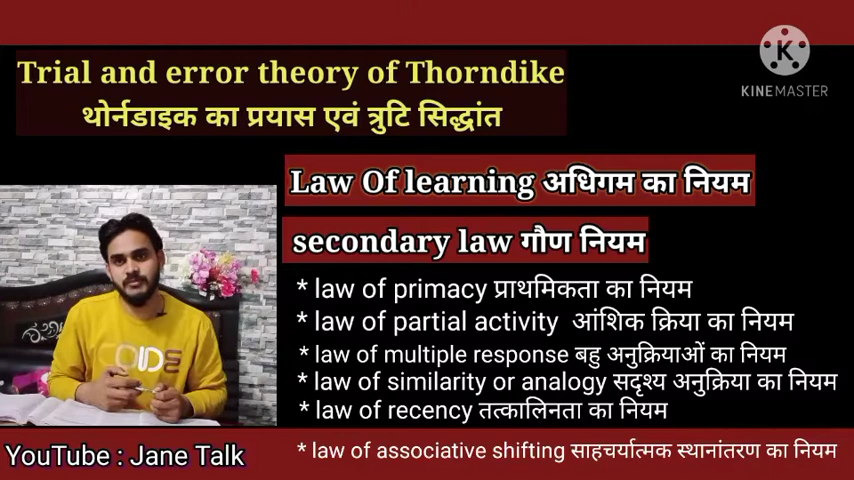 Trial and error theory of Thorndike
थोर्नडाइक का प्रयास एवं त्रुटि सिद्धांत
K
KINEMASTER
Law Of learning अधिगम का नियम
secondary law गौण नियम
* law of primacy प्राथमिकता का नियम
* law of partial activity आंशिक क्रिया का नियम
* law of multiple response बहु अनुक्रियाओं का नियम
* law of similarity or analogy सदृश्य अनुक्रिया का नियम
* law of recency तत्कालिनता का नियम
* law of associative shifting साहचर्यात्मक स्थानांतरण का नियम
CODE
YouTube : Jane Talk